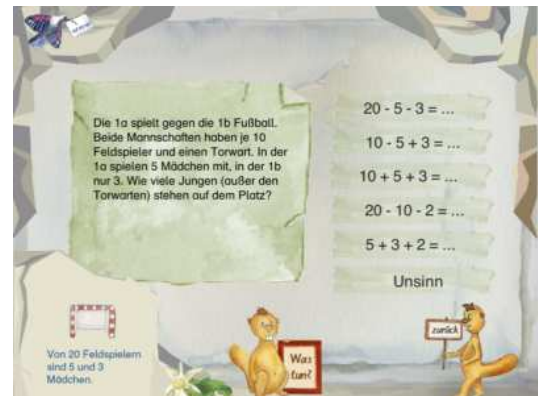 Die 1a spielt gegen die 1b Fußball.
Beide Mannschaften haben je 10
Feldspieler und einen Torwart. In der
1a spielen 5 Mädchen mit, in der 1b
nur 3. Wie viele Jungen (außer den
Torwarten) stehen auf dem Platz?
20 - 5 - 3 = ...
10 - 5 + 3 = ...
10 + 5 + 3 = ...
20 - 10 - 2 = ...
5 + 3 + 2 = ...
Unsinn
Von 20 Feldspielern
sind 5 und 3
Mädchen.
Was
tun?
zurück